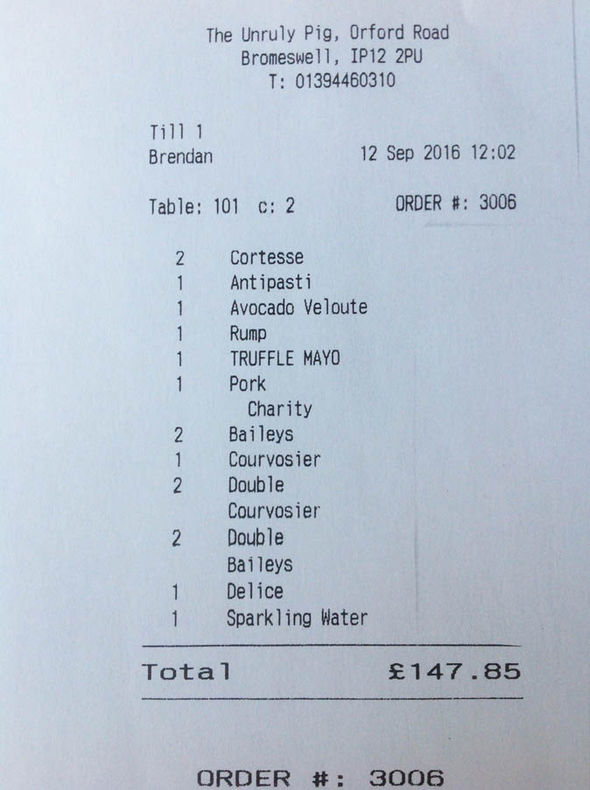 The Unruly Pig, Orford Road
Bromeswell, IP12 2PU
T: 01394460310
Till 1
Brendan 12 Sep 2016 12:02
Table: 101 c: 2 ORDER #: 3006
2 Cortesse
1 Antipasti
1 Avocado Veloute
1 Rump
1 TRUFFLE MAYO
1 Pork
Charity
2 Baileys
1 Courvosier
2 Double
Courvosier
2 Double
Baileys
1 Delice
1 Sparkling Water
Total £147.85
ORDER #: 3006